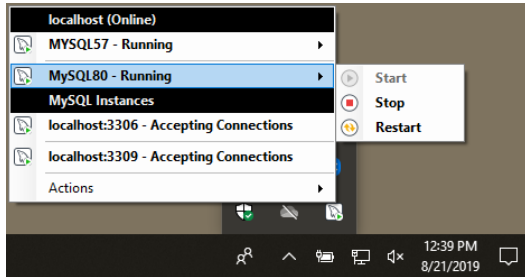 localhost (Online)
MYSQL57 - Running
MySQL80 - Running
Start
MySQL Instances
Stop
localhost:3306 - Accepting Connections
Restart
localhost:3309 - Accepting Connections
Actions
12:39 PM
8/21/2019